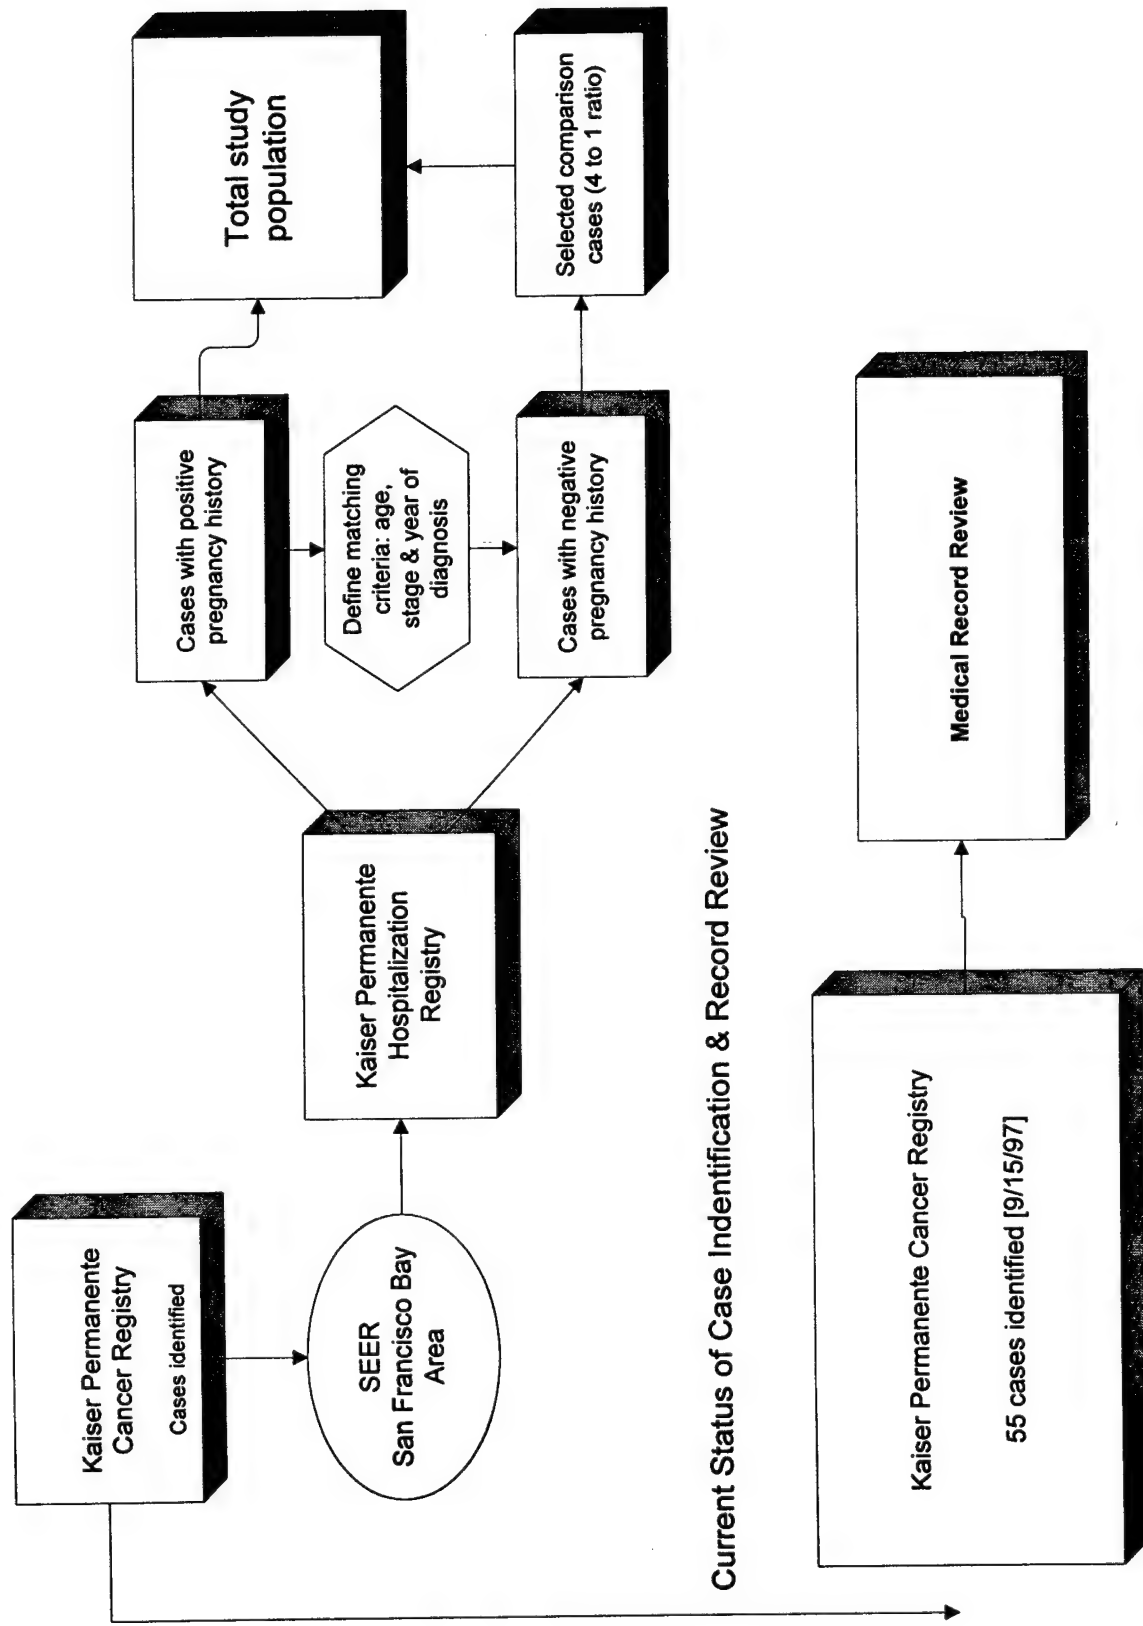 Kaiser Permanente
Cancer Registry
Cases identified
SEER
San Francisco Bay
Area
Kaiser Permanente
Hospitalization
Registry
Cases with positive
pregnancy history
Define matching
criteria: age,
stage & year of
diagnosis
Cases with negative
pregnancy history
Total study
population
Selected comparison
cases (4 to 1 ratio)
Current Status of Case Indentification & Record Review
Kaiser Permanente Cancer Registry
55 cases identified [9/15/97]
Medical Record Review